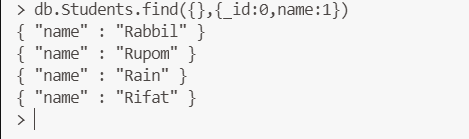 > db.Students.find({},{_id:0,name:1})
{ "name" : "Rabbil" }
{ "name" : "Rupom" }
{ "name" : "Rain" }
{ "name" : "Rifat" }
>